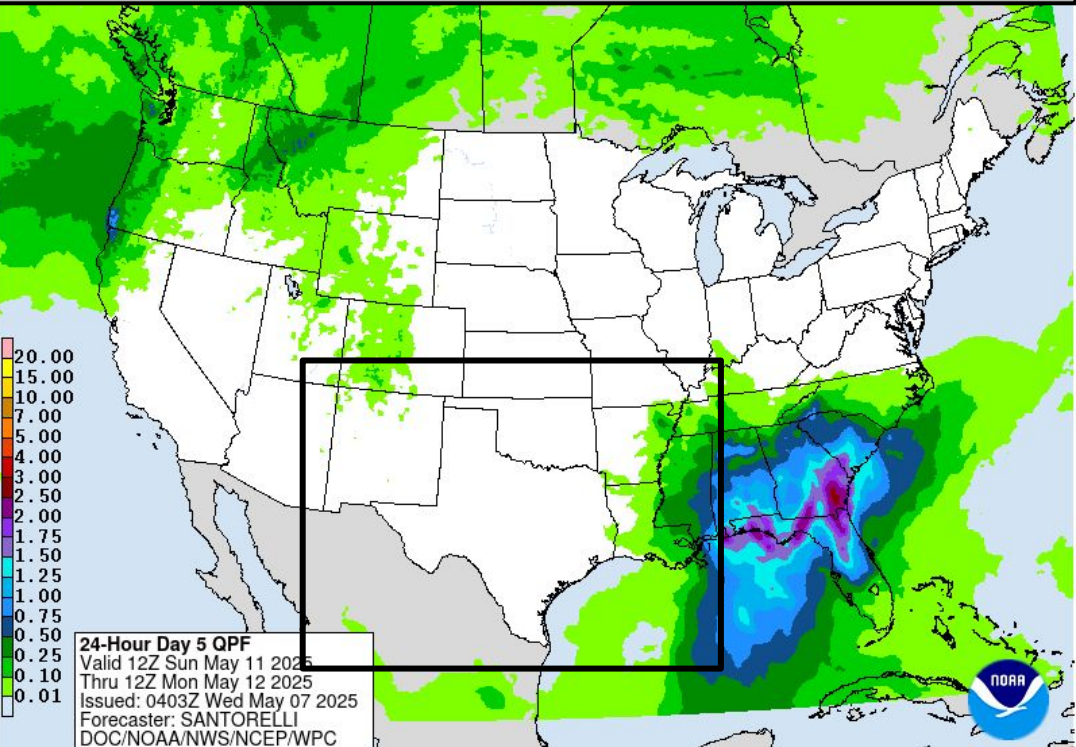 20.00
15.00
10.00
7.00
5.00
4.00
3.00
2.50
2.00
1.75
1.50
1.25
1.00
0.75
0.50
0.25
0.10
0.01
24-Hour Day 5 QPF
Valid 12Z Sun May 11 2025
Thru 12Z Mon May 12 2025
Issued: 0403Z Wed May 07 2025
Forecaster: SANTORELLI
DOC/NOAA/NWS/NCEP/WPC
NOAA